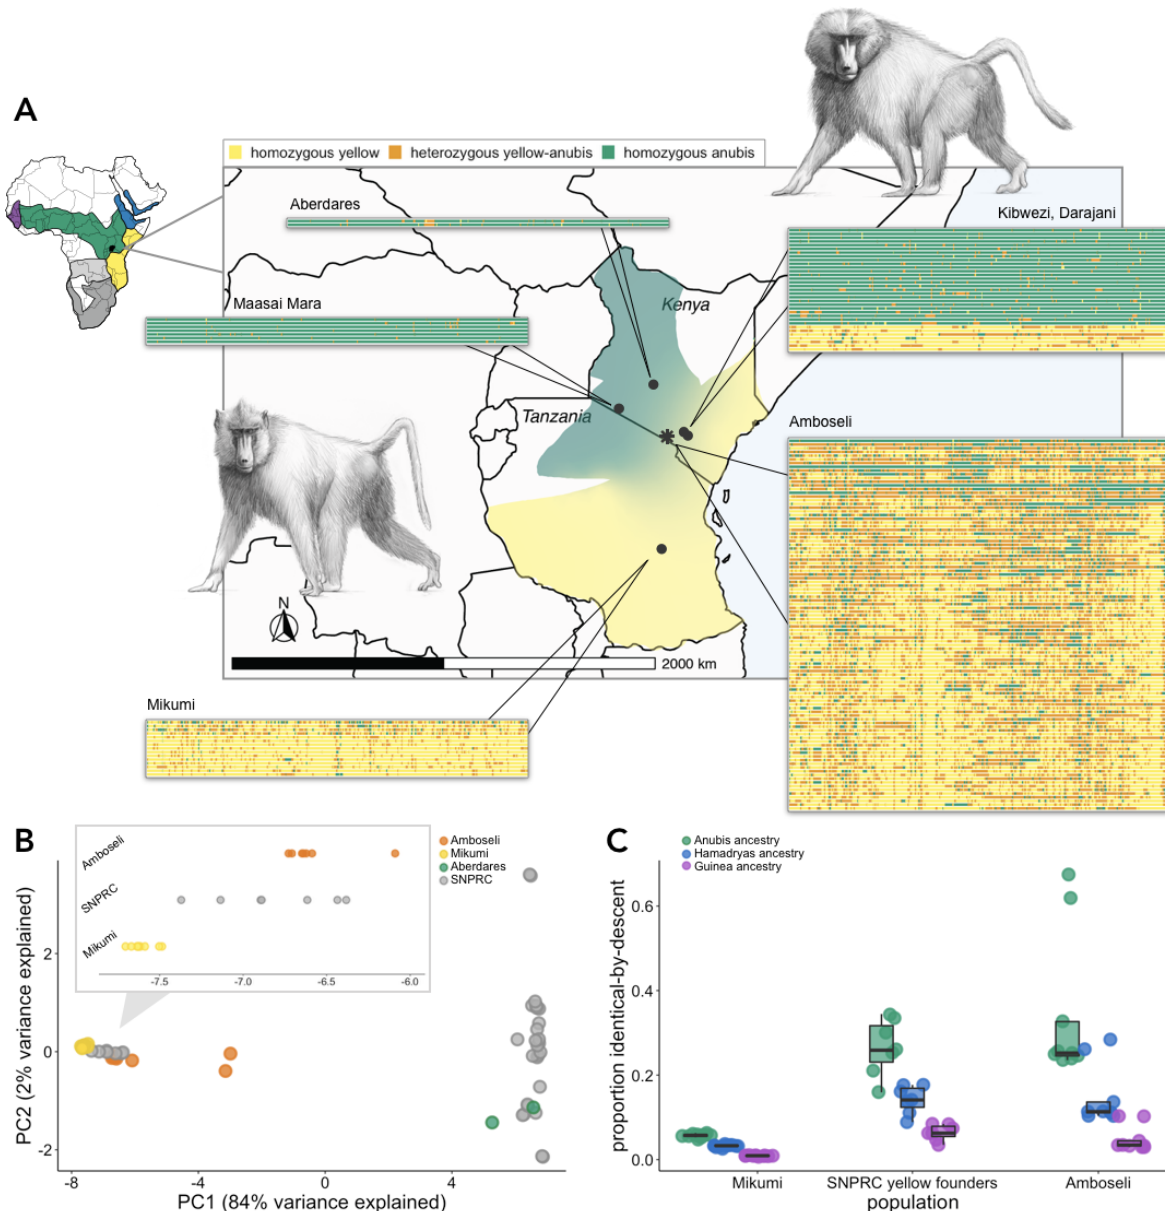 A
homozygous yellow heterozygous yellow-anubis homozygous anubis
Aberdares
Kibwezi, Darajani
Maasai Mara
Kenya
Tanzania
Amboseli
N
2000 km
Mikumi
B
Amboseli
SNPRC
Mikumi
-7.5 -7.0 -6.5 -6.0
Amboseli
Mikumi
Aberdares
SNPRC
PC2 (2% variance explained)
2
0
-2
-8 -4 0 4
PC1 (84% variance explained)
C
Anubis ancestry
Hamadryas ancestry
Guinea ancestry
proportion identical-by-descent
0.6
0.4
0.2
0.0
Mikumi SNPRC yellow founders Amboseli
population